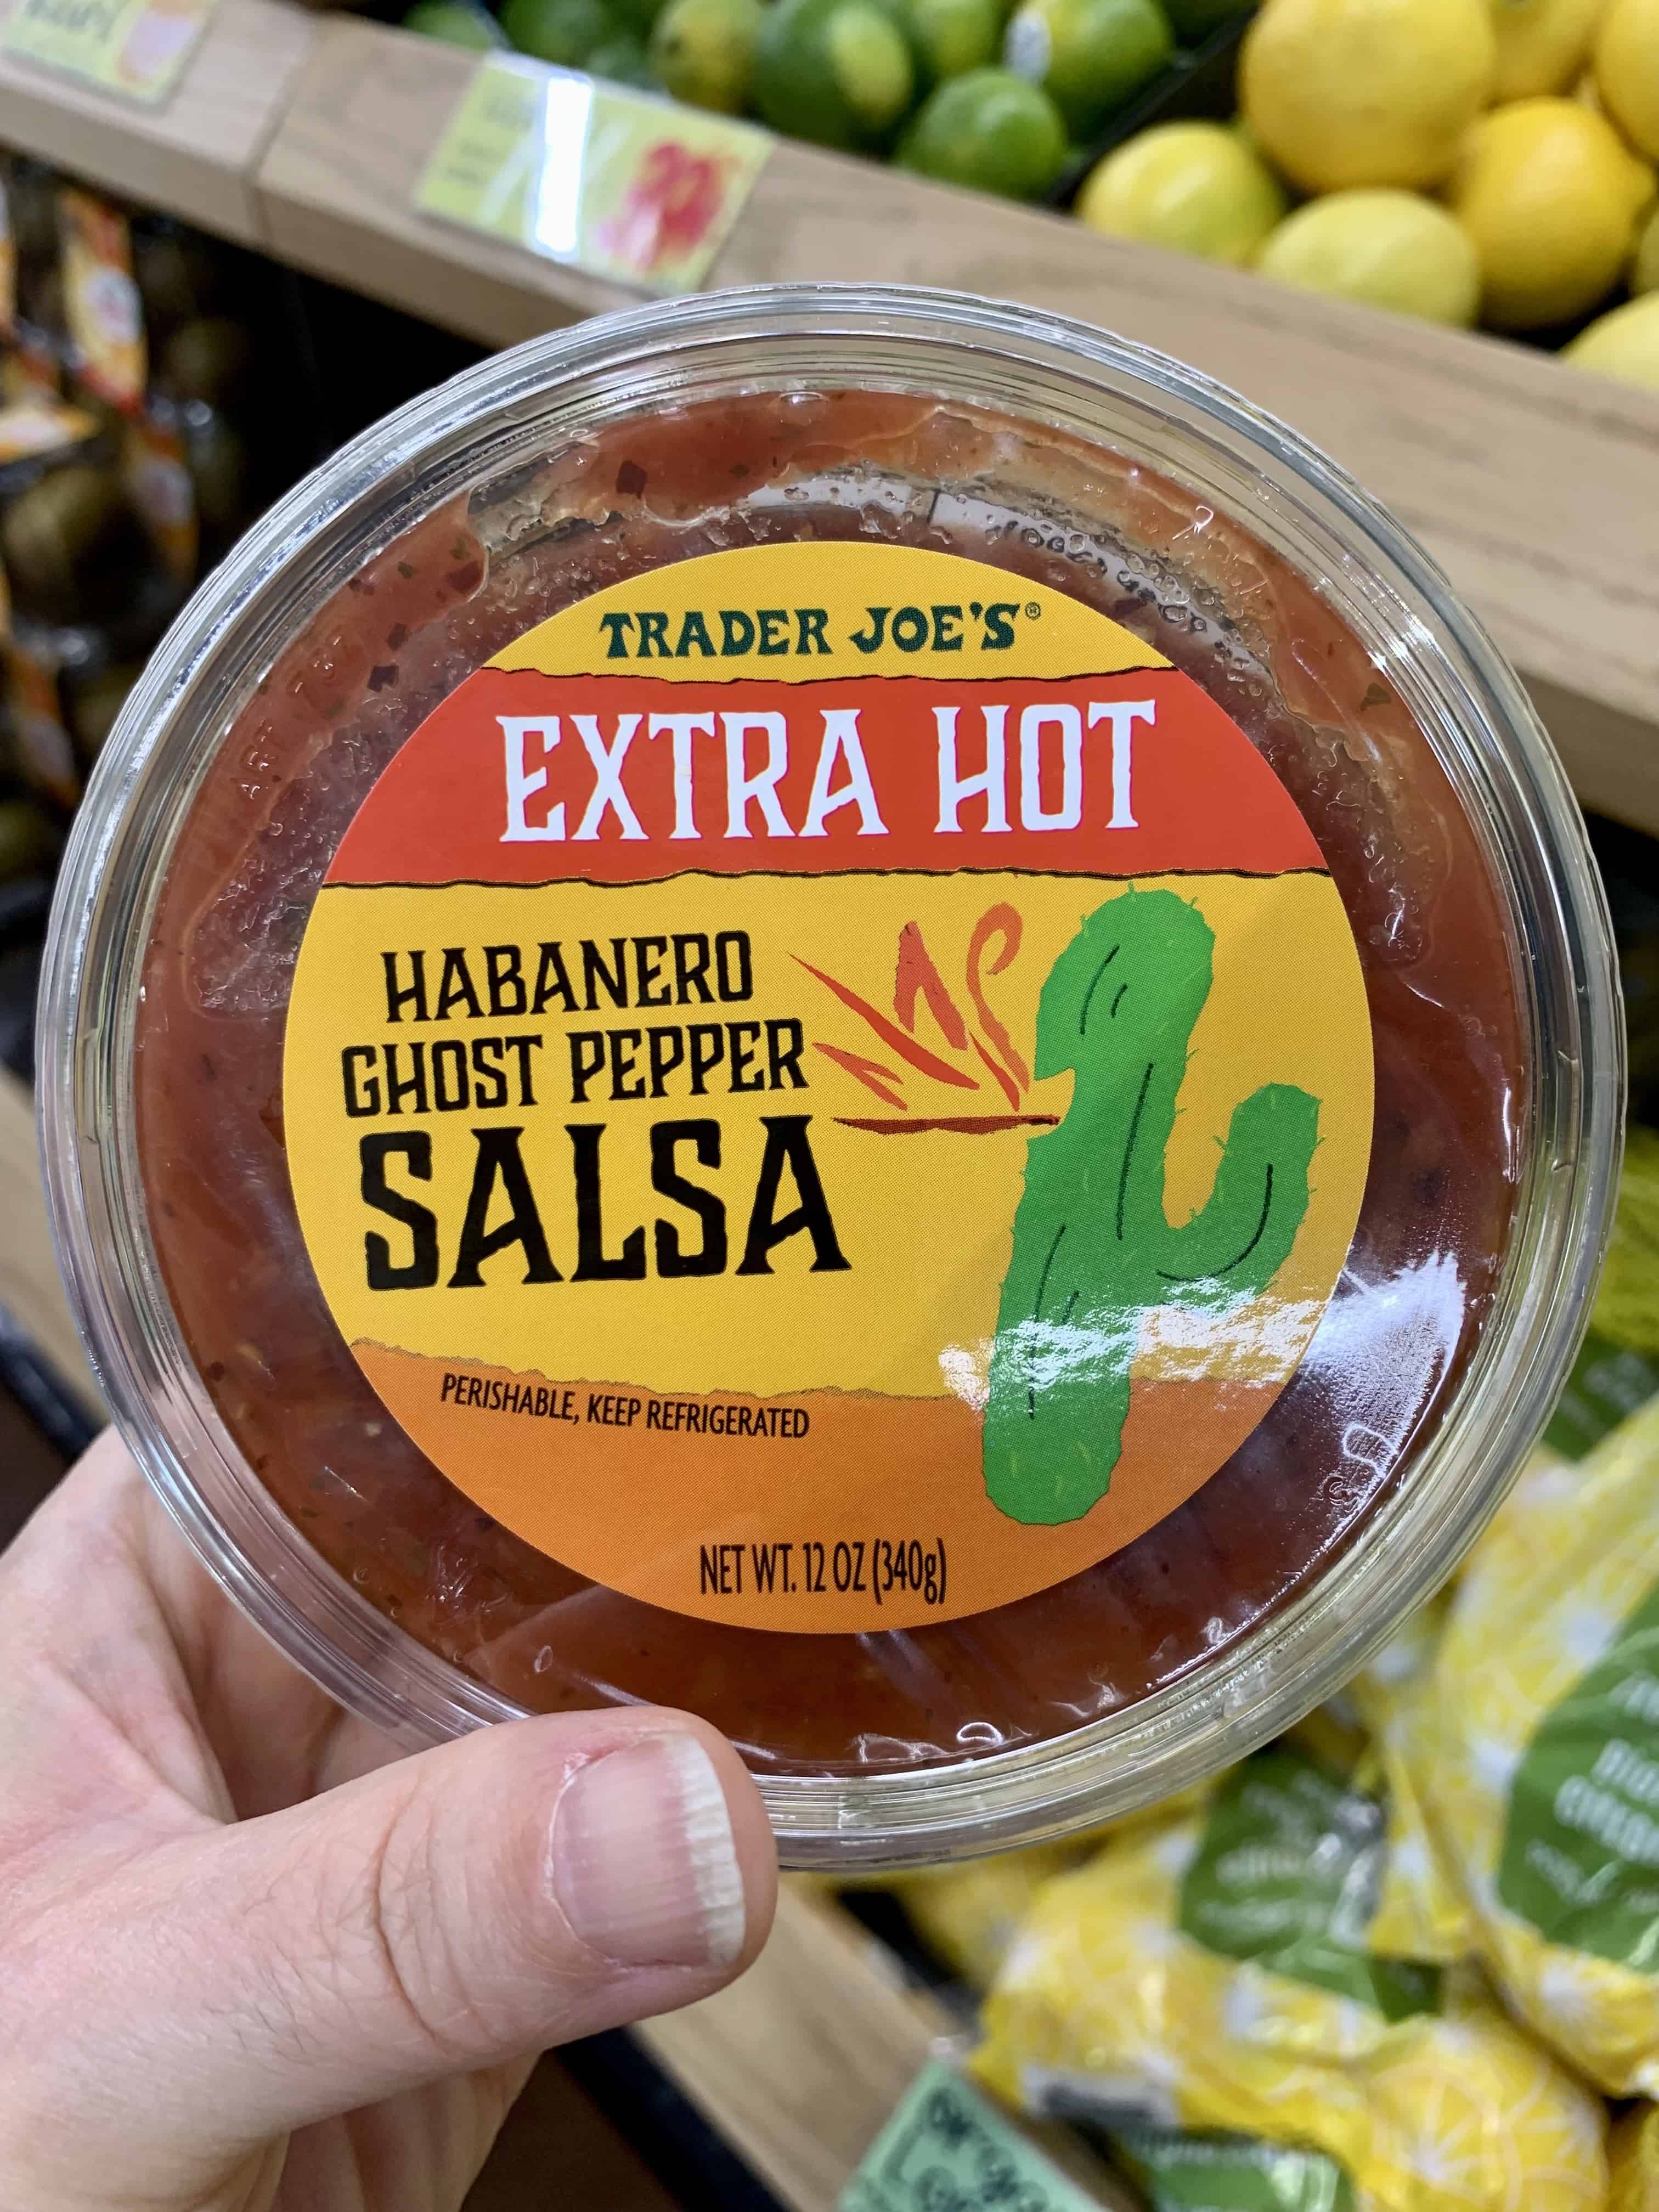 TRADER JOE'S®
EXTRA HOT
HABANERO
GHOST PEPPER
SALSA
PERISHABLE, KEEP REFRIGERATED
NET WT. 12 OZ (340g)